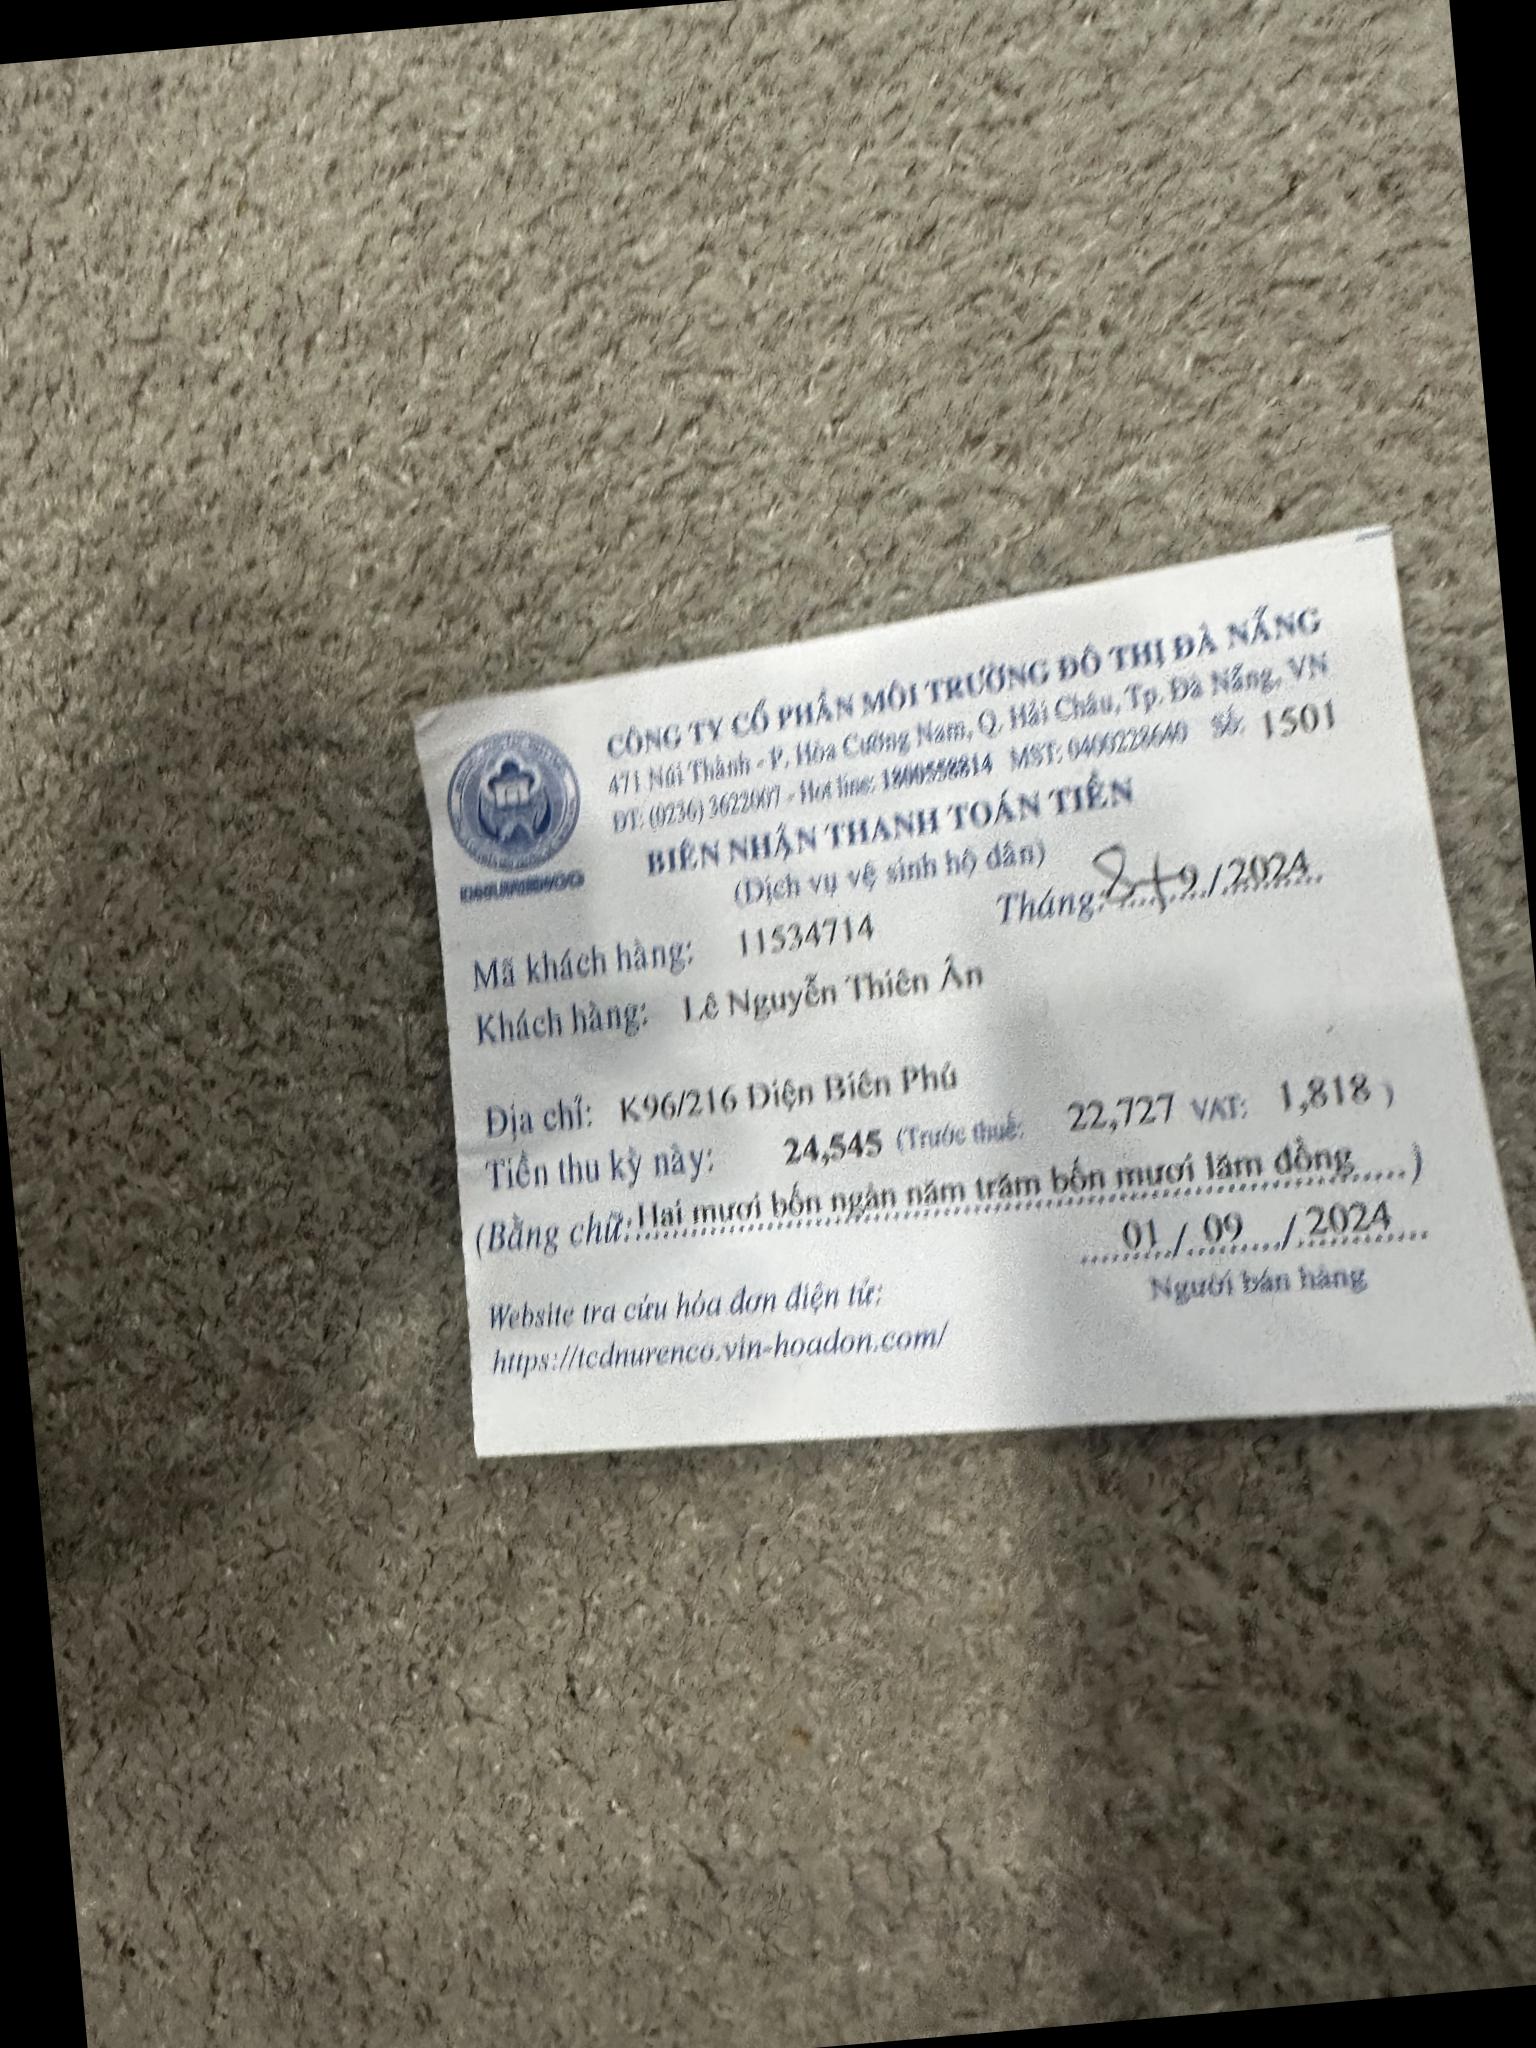 CÔNG TY CỔ PHẦN MÔI TRƯỜNG ĐÔ THỊ ĐÀ NẴNG
471 Núi Thành - P. Hòa Cường Nam, Q. Hải Châu, Tp. Đà Nẵng, VN
ĐT: (0236) 3622007 - Hot line: 1800558814 MST: 0400228640 Số: 1501
BIÊN NHẬN THANH TOÁN TIỀN
(Dịch vụ vệ sinh hộ dân)
Tháng: 8+9/2024
Mã khách hàng: 11534714
Khách hàng: Lê Nguyễn Thiên Ân
Địa chỉ: K96/216 Điện Biên Phủ
Tiền thu kỳ này: 24,545 (Trước thuế: 22,727 VAT: 1,818 )
(Bằng chữ: Hai mươi bốn ngàn năm trăm bốn mươi lăm đồng......)
01 / 09 / 2024
Người bán hàng
Website tra cứu hóa đơn điện tử:
https://tcdnurenco.vin-hoadon.com/